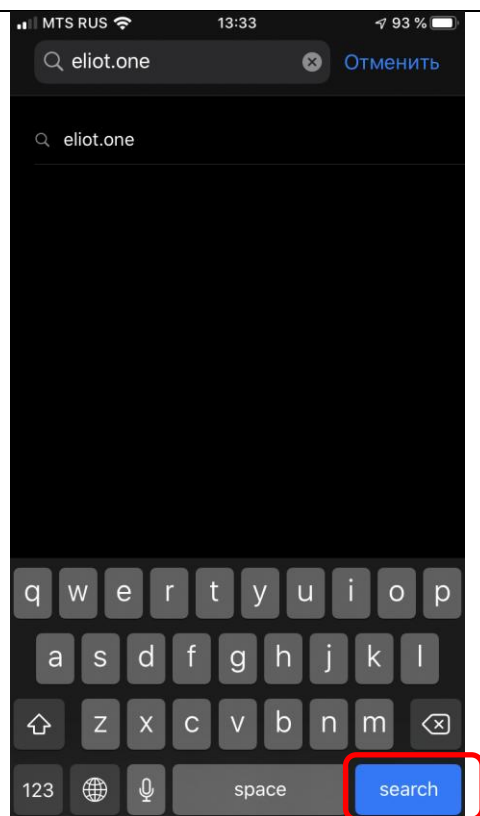 MTS RUS 13:33 93 %
eliot.one Отменить
eliot.one
q w e r t y u i o p
a s d f g h j k l
z x c v b n m
123 space search